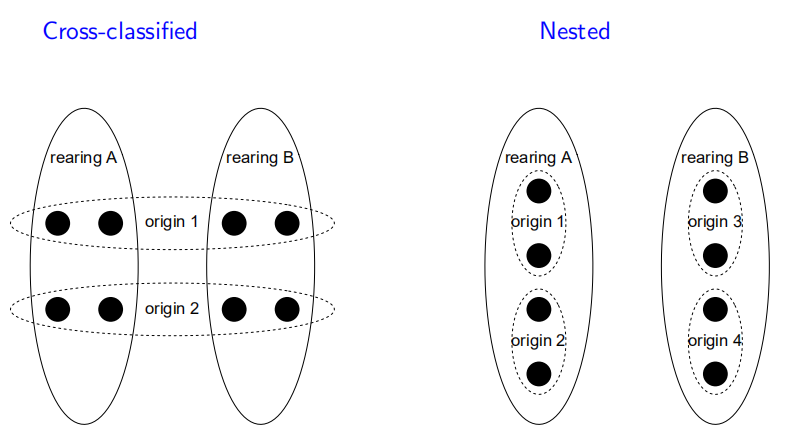 Cross-classified
Nested
rearing A
rearing B
origin 1
origin 2
rearing A
rearing B
origin 1
origin 3
origin 2
origin 4